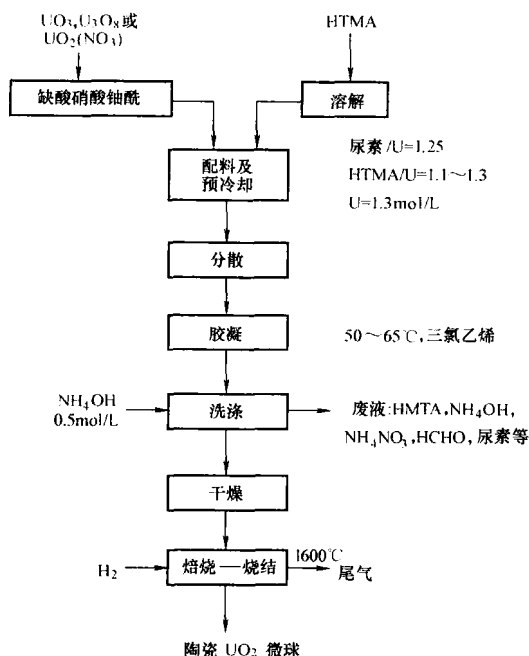 UO₃,U₃O₈或
UO₂(NO₃)
HTMA
缺酸硝酸铀酰
溶解
配料及
预冷却
尿素/U=1.25
HTMA/U=1.1～1.3
U=1.3mol/L
分散
胶凝
50～65℃,三氯乙烯
NH₄OH
0.5mol/L
洗涤
废液:HMTA,NH₄OH,
NH₄NO₃,HCHO,尿素等
干燥
H₂
焙烧—烧结
1600℃
尾气
陶瓷 UO₂ 微球